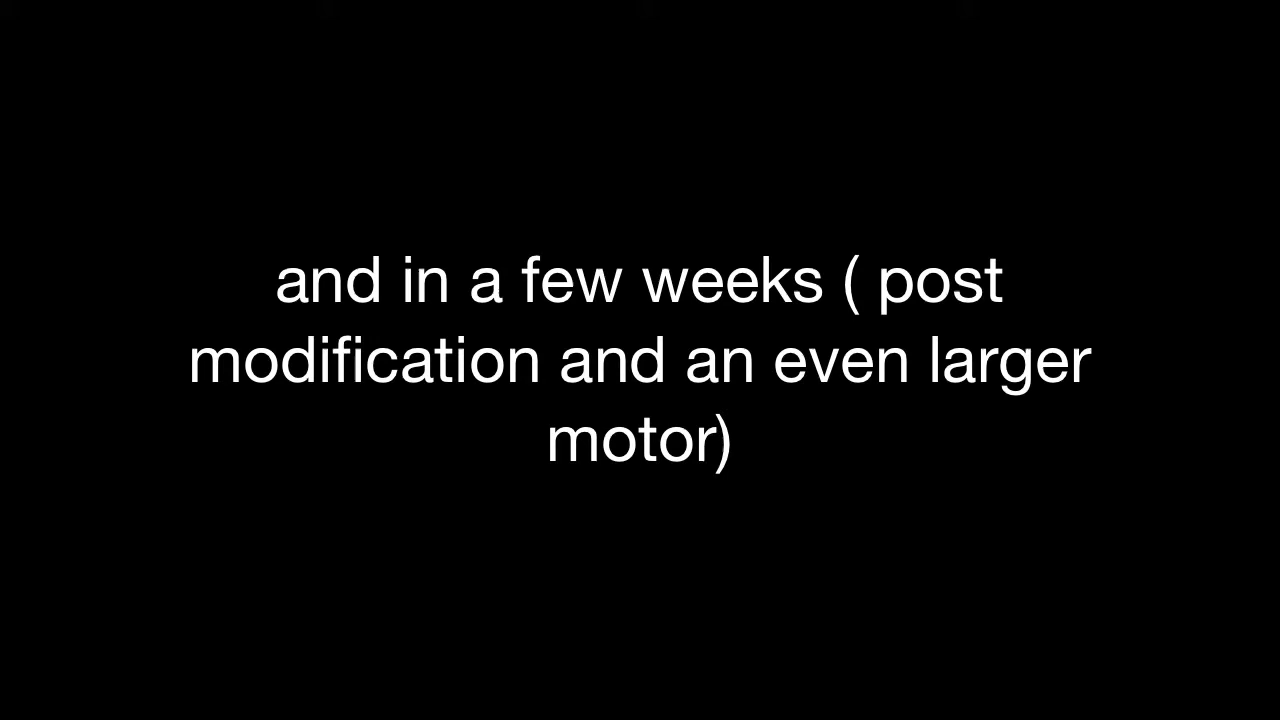 and in a few weeks ( post
modification and an even larger
motor)